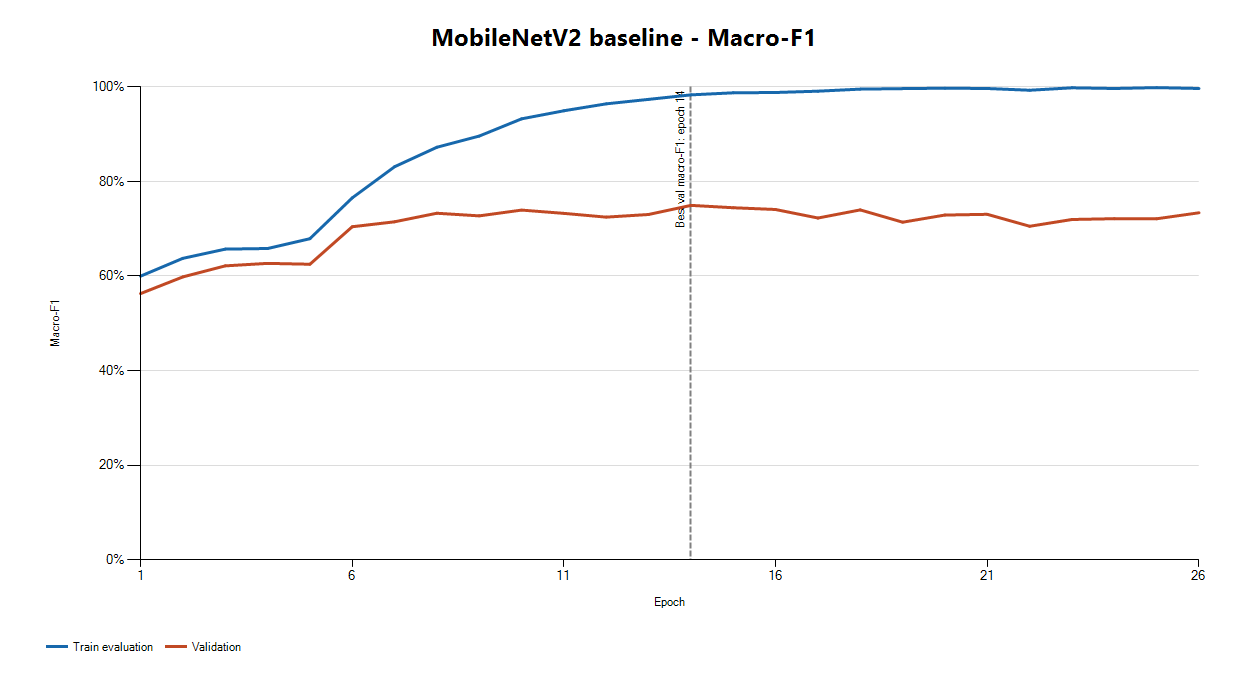 MobileNetV2 baseline - Macro-F1
100%
80%
60%
40%
20%
0%
Macro-F1
Best val macro-F1: epoch 14
1
6
11
16
21
26
Epoch
Train evaluation
Validation